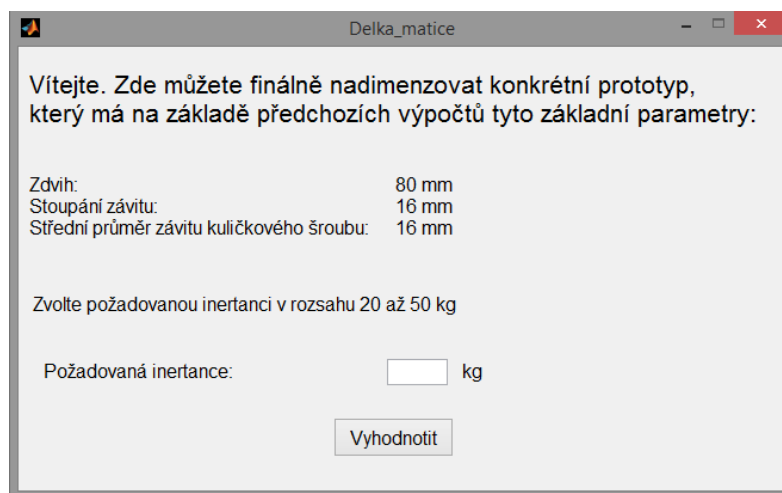 Delka_matice
Vítejte. Zde můžete finálně nadimenzovat konkrétní prototyp,
který má na základě předchozích výpočtů tyto základní parametry:
Zdvih: 80 mm
Stoupání závitu: 16 mm
Střední průměr závitu kuličkového šroubu: 16 mm
Zvolte požadovanou inertanci v rozsahu 20 až 50 kg
Požadovaná inertance: kg
Vyhodnotit